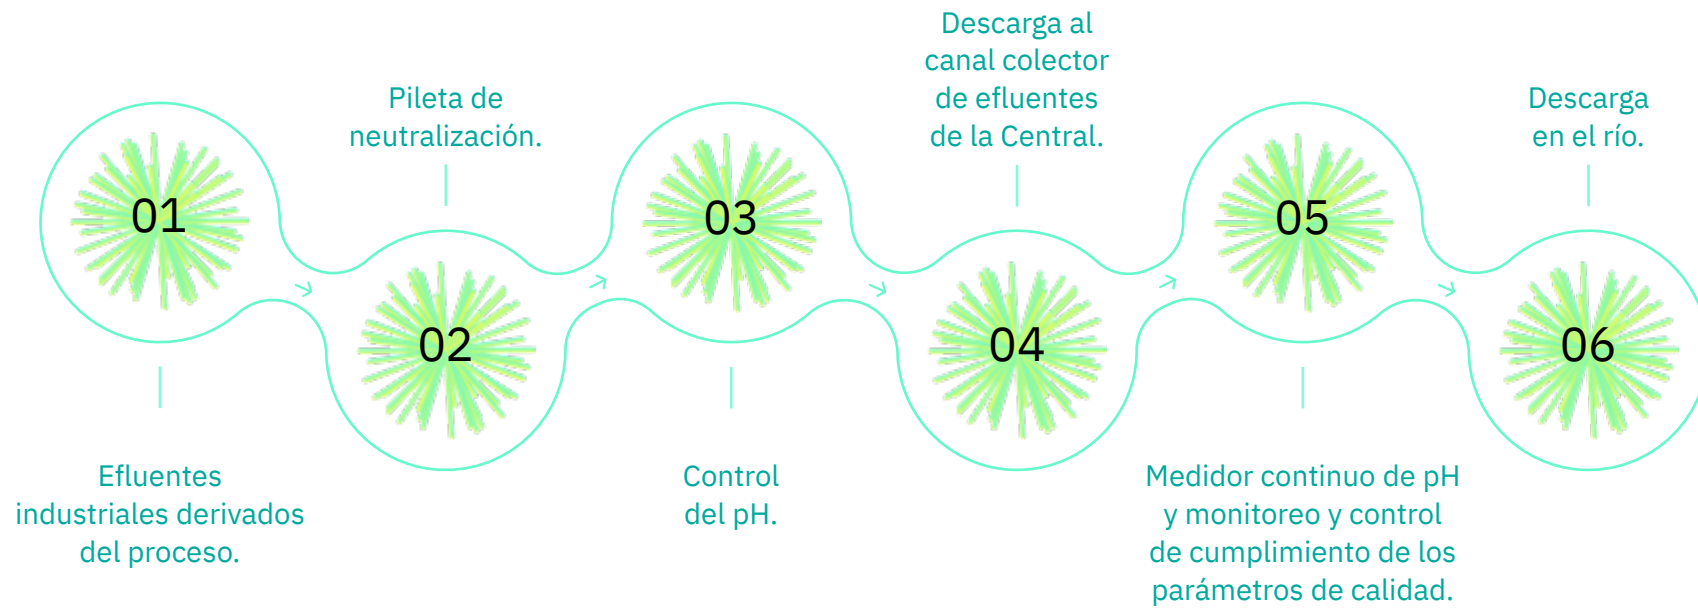 01
Efluentes
industriales derivados
del proceso.
Pileta de
neutralización.
02
03
Control
del pH.
Descarga al
canal colector
de efluentes
de la Central.
04
05
Medidor continuo de pH
y monitoreo y control
de cumplimiento de los
parámetros de calidad.
Descarga
en el río.
06